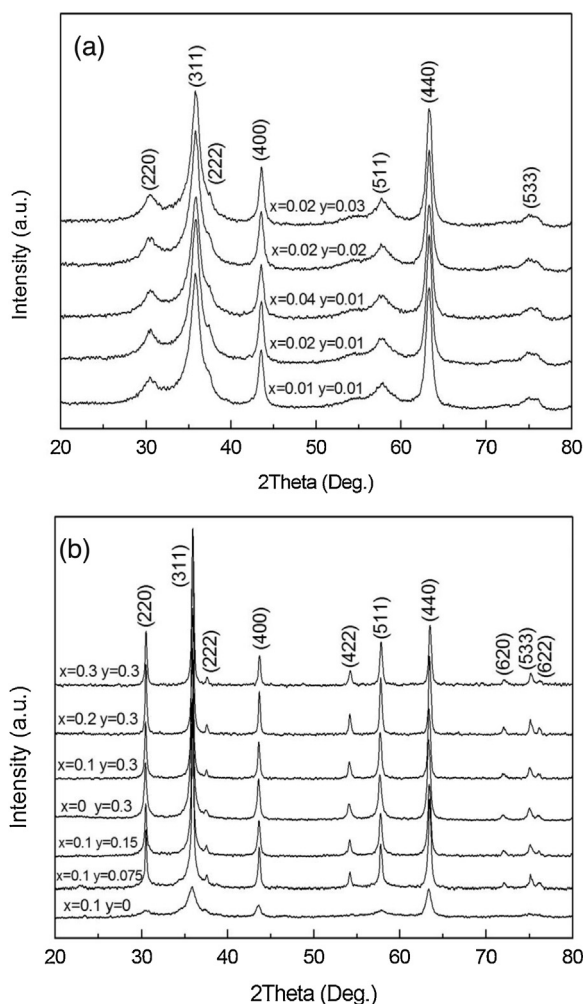 (a)
(220)
(311)
(222)
(400)
(511)
(440)
(533)
x=0.02 y=0.03
x=0.02 y=0.02
x=0.04 y=0.01
x=0.02 y=0.01
x=0.01 y=0.01
Intensity (a.u.)
20 30 40 50 60 70 80
2Theta (Deg.)
(b)
(220)
(311)
(222)
(400)
(422)
(511)
(440)
(620)
(533)
(622)
x=0.3 y=0.3
x=0.2 y=0.3
x=0.1 y=0.3
x=0 y=0.3
x=0.1 y=0.15
x=0.1 y=0.075
x=0.1 y=0
Intensity (a.u.)
20 30 40 50 60 70 80
2Theta (Deg.)